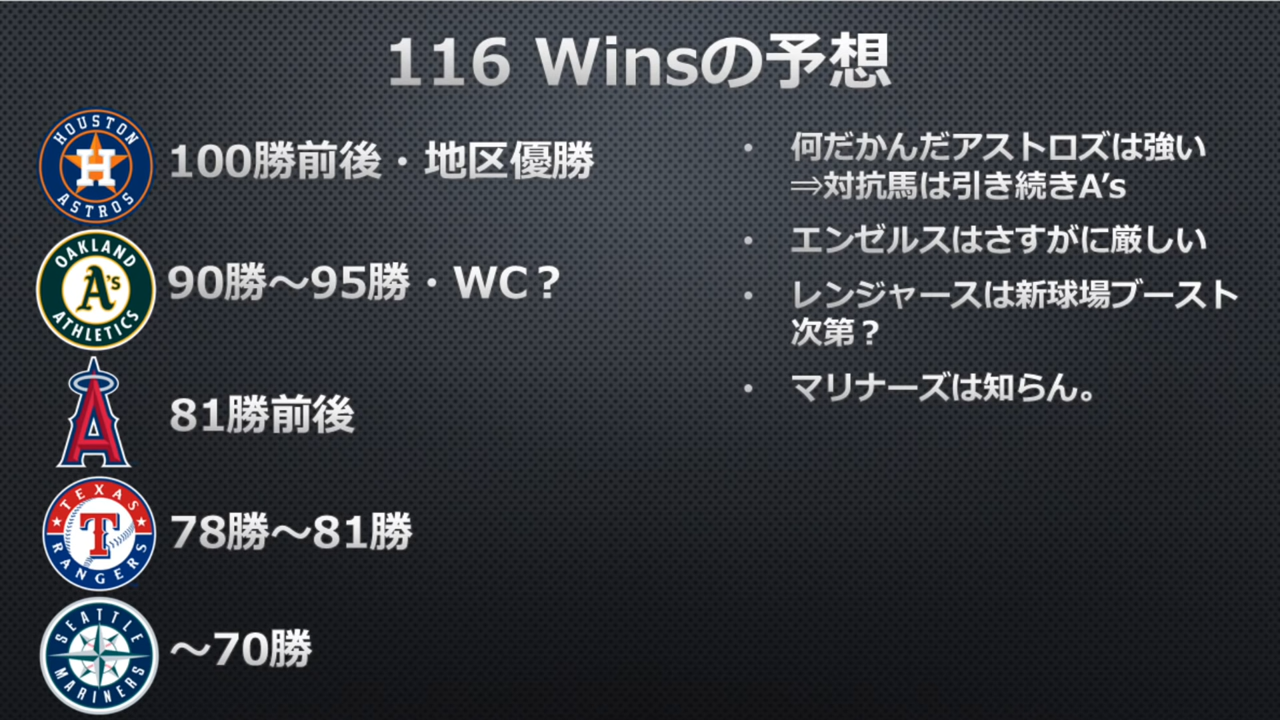 116 Winsの予想
HOUSTON
ASTROS
100勝前後・地区優勝
OAKLAND
A's
ATHLETICS
90勝～95勝・WC？
A
81勝前後
TEXAS
T
RANGERS
78勝～81勝
SEATTLE
MARINERS
～70勝
• 何だかんだアストロズは強い
⇒対抗馬は引き続きA’s
• エンゼルスはさすがに厳しい
• レンジャースは新球場ブースト
次第？
• マリナーズは知らん。